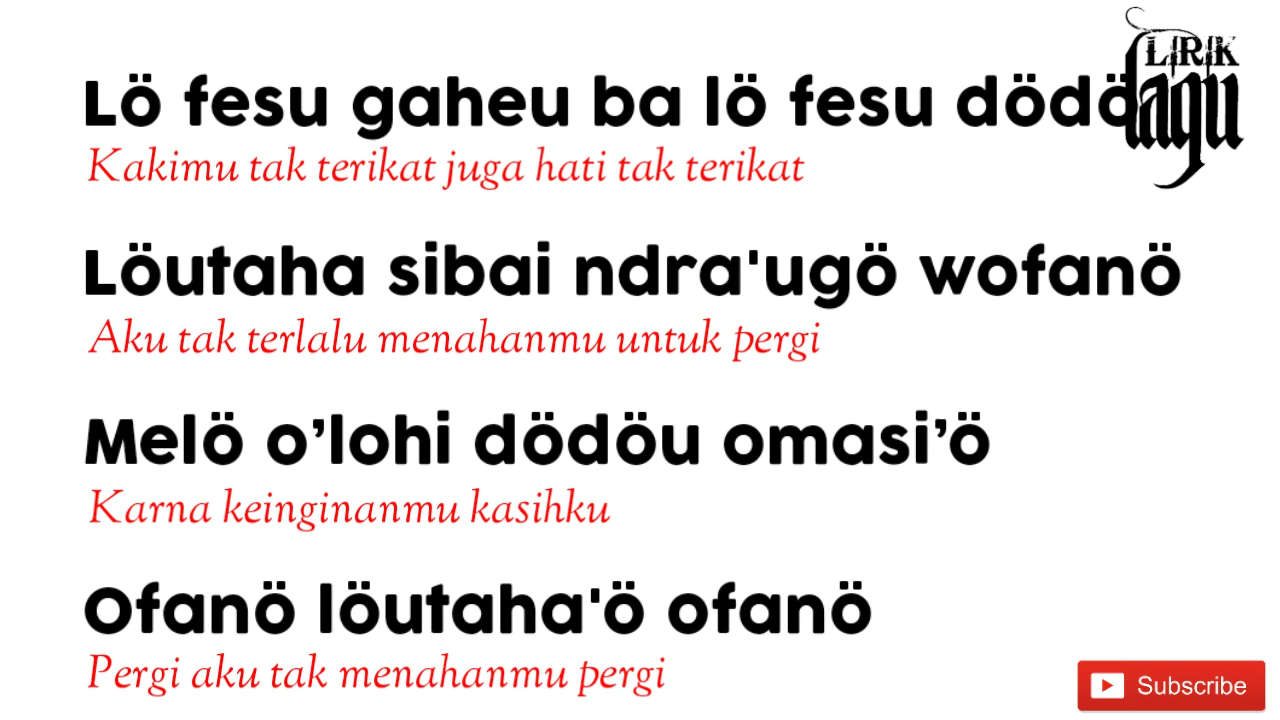 LIRIK
lagu
Lö fesu gaheu ba lö fesu dödö
Kakimu tak terikat juga hati tak terikat
Löutaha sibai ndra'ugö wofanö
Aku tak terlalu menahanmu untuk pergi
Melö o’lohi dödöu omasi’ö
Karna keinginanmu kasihku
Ofanö löutaha'ö ofanö
Pergi aku tak menahanmu pergi
Subscribe